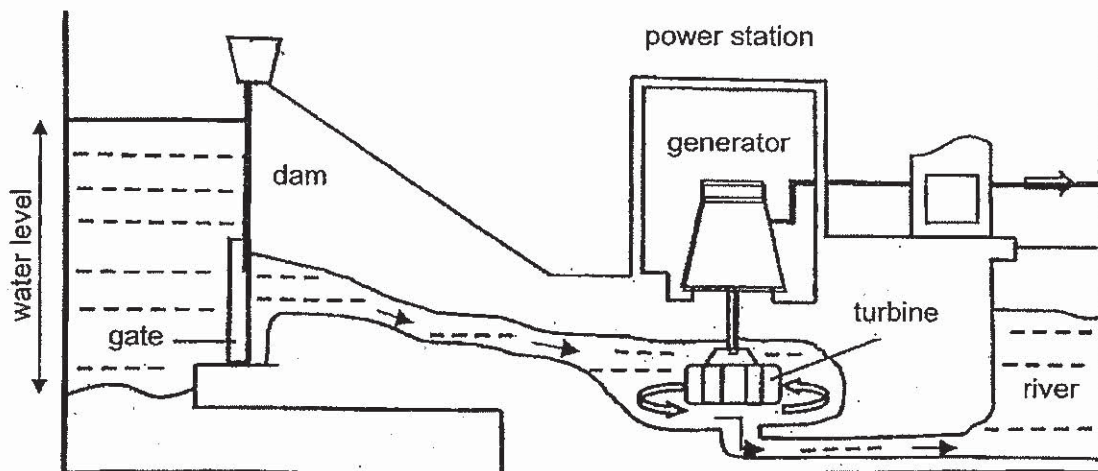 power station
generator
dam
water level
gate
turbine
river